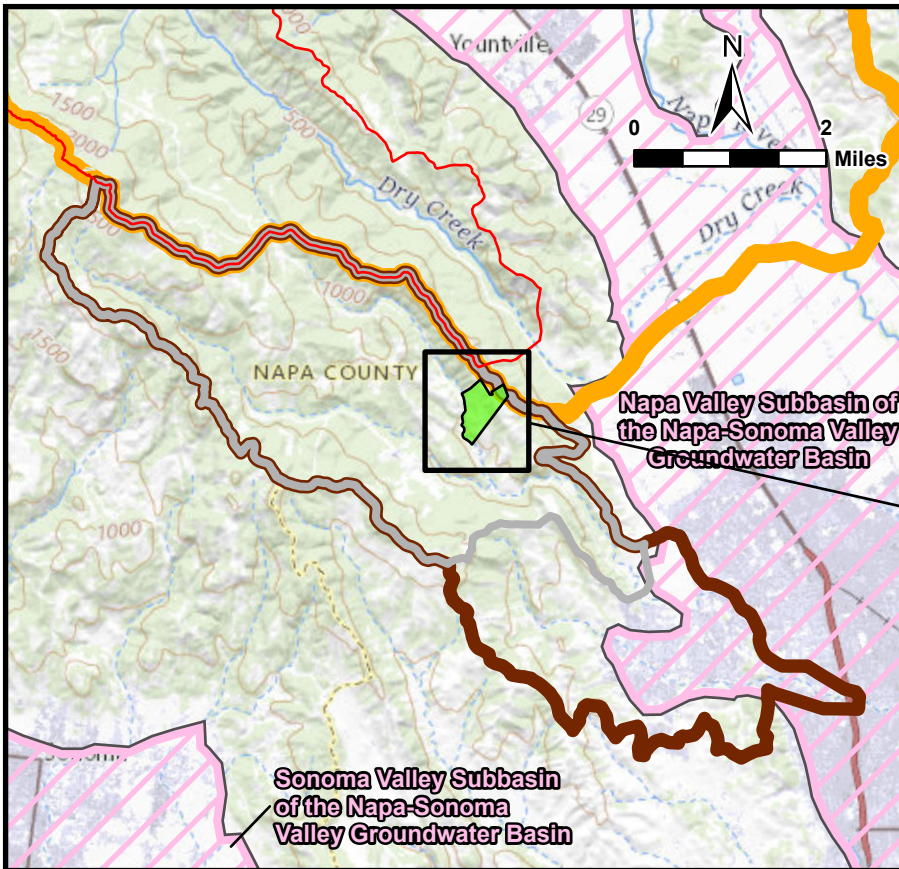 Yountville
N
1500
500
29
0
2
Miles
2000
Dry Creek
Dry Creek
1000
1500
NAPA COUNTY
Napa Valley Subbasin of
the Napa-Sonoma Valley
Groundwater Basin
1000
Sonoma Valley Subbasin
of the Napa-Sonoma
Valley Groundwater Basin